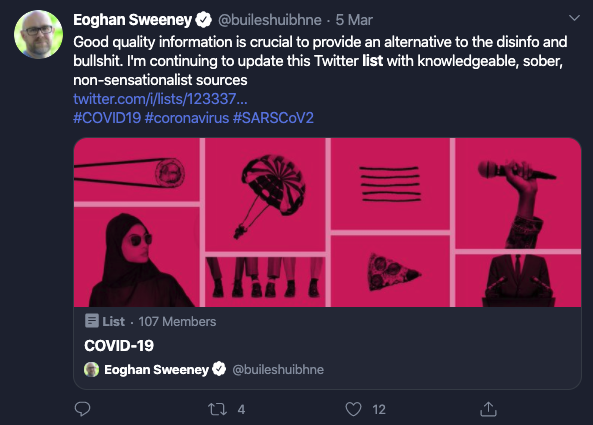 Eoghan Sweeney @buileshuibhne · 5 Mar
Good quality information is crucial to provide an alternative to the disinfo and
bullshit. I'm continuing to update this Twitter list with knowledgeable, sober,
non-sensationalist sources
twitter.com/i/lists/123337...
#COVID19 #coronavirus #SARSCoV2
List · 107 Members
COVID-19
Eoghan Sweeney @buileshuibhne
4 12